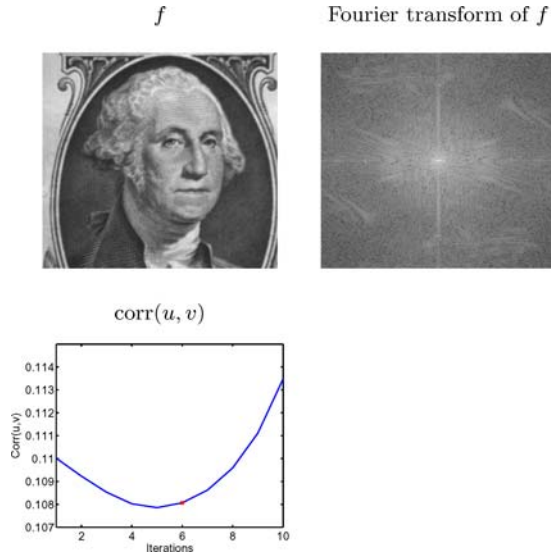 f
Fourier transform of f
corr(u, v)
0.114
0.113
0.112
0.111
0.11
0.109
0.108
0.107
Corr(u,v)
2 4 6 8 10
Iterations